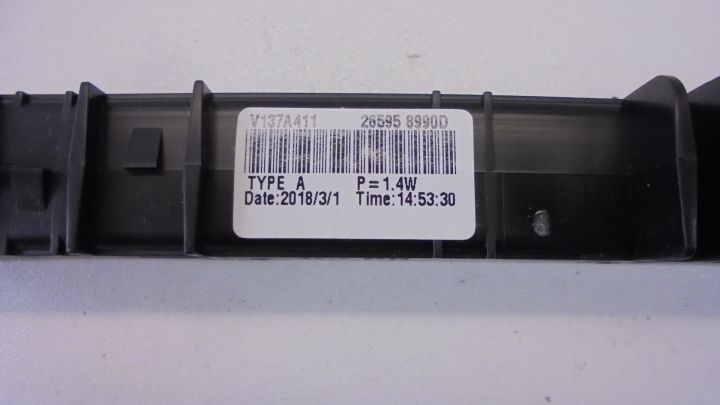 V137A411 26595 8990D
TYPE A P=1.4W
Date:2018/3/1 Time:14:53:30